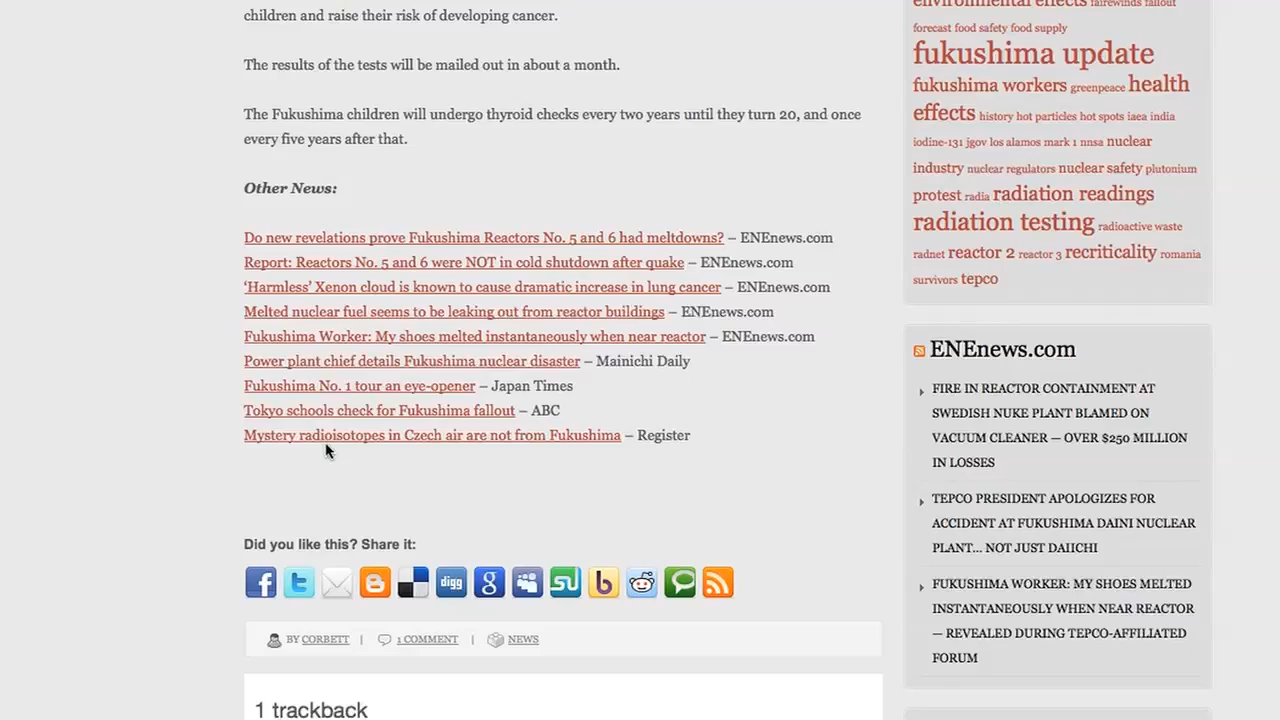 children and raise their risk of developing cancer.
The results of the tests will be mailed out in about a month.
The Fukushima children will undergo thyroid checks every two years until they turn 20, and once
every five years after that.
Other News:
Do new revelations prove Fukushima Reactors No. 5 and 6 had meltdowns? – ENEnews.com
Report: Reactors No. 5 and 6 were NOT in cold shutdown after quake – ENEnews.com
‘Harmless’ Xenon cloud is known to cause dramatic increase in lung cancer – ENEnews.com
Melted nuclear fuel seems to be leaking out from reactor buildings – ENEnews.com
Fukushima Worker: My shoes melted instantaneously when near reactor – ENEnews.com
Power plant chief details Fukushima nuclear disaster – Mainichi Daily
Fukushima No. 1 tour an eye-opener – Japan Times
Tokyo schools check for Fukushima fallout – ABC
Mystery radioisotopes in Czech air are not from Fukushima – Register
Did you like this? Share it:
digg
BY CORBETT | 1 COMMENT | NEWS
1 trackback
environmental effects fairewinds fallout
forecast food safety food supply
fukushima update
fukushima workers greenpeace health
effects history hot particles hot spots iaea india
iodine-131 jgov los alamos mark 1 nnsa nuclear
industry nuclear regulators nuclear safety plutonium
protest radia radiation readings
radiation testing radioactive waste
radnet reactor 2 reactor 3 recriticality romania
survivors tepco
ENEnews.com
FIRE IN REACTOR CONTAINMENT AT
SWEDISH NUKE PLANT BLAMED ON
VACUUM CLEANER — OVER $250 MILLION
IN LOSSES
TEPCO PRESIDENT APOLOGIZES FOR
ACCIDENT AT FUKUSHIMA DAINI NUCLEAR
PLANT… NOT JUST DAIICHI
FUKUSHIMA WORKER: MY SHOES MELTED
INSTANTANEOUSLY WHEN NEAR REACTOR
— REVEALED DURING TEPCO-AFFILIATED
FORUM